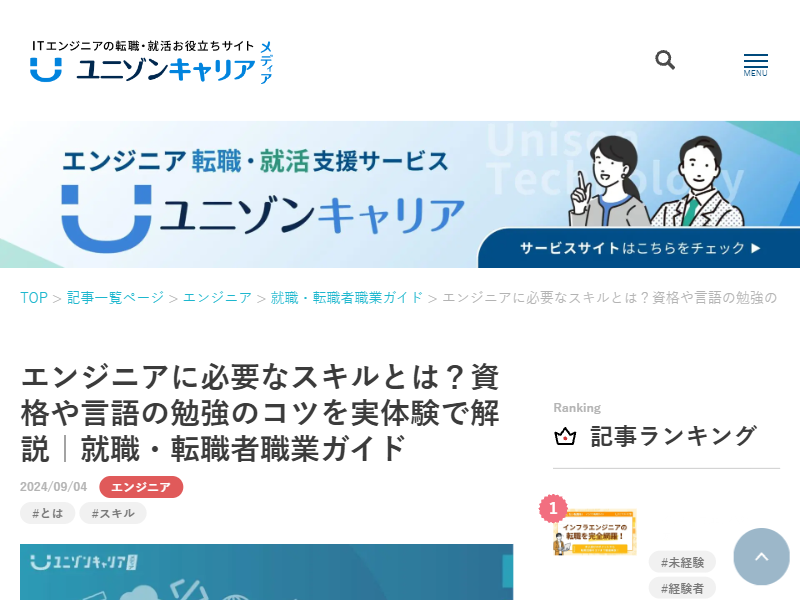 ITエンジニアの転職・就活お役立ちサイト
ユニゾンキャリア
メディア
MENU
Unison
Technology
エンジニア転職・就活支援サービス
ユニゾンキャリア
サービスサイトはこちらをチェック ▶
TOP > 記事一覧ページ > エンジニア > 就職・転職者職業ガイド > エンジニアに必要なスキルとは？資格や言語の勉強の
エンジニアに必要なスキルとは？資
格や言語の勉強のコツを実体験で解
説｜就職・転職者職業ガイド
2024/09/04 エンジニア
#とは #スキル
ユニゾンキャリア
Ranking
記事ランキング
1
インフラエンジニアの
転職を完全網羅！
#未経験
#経験者